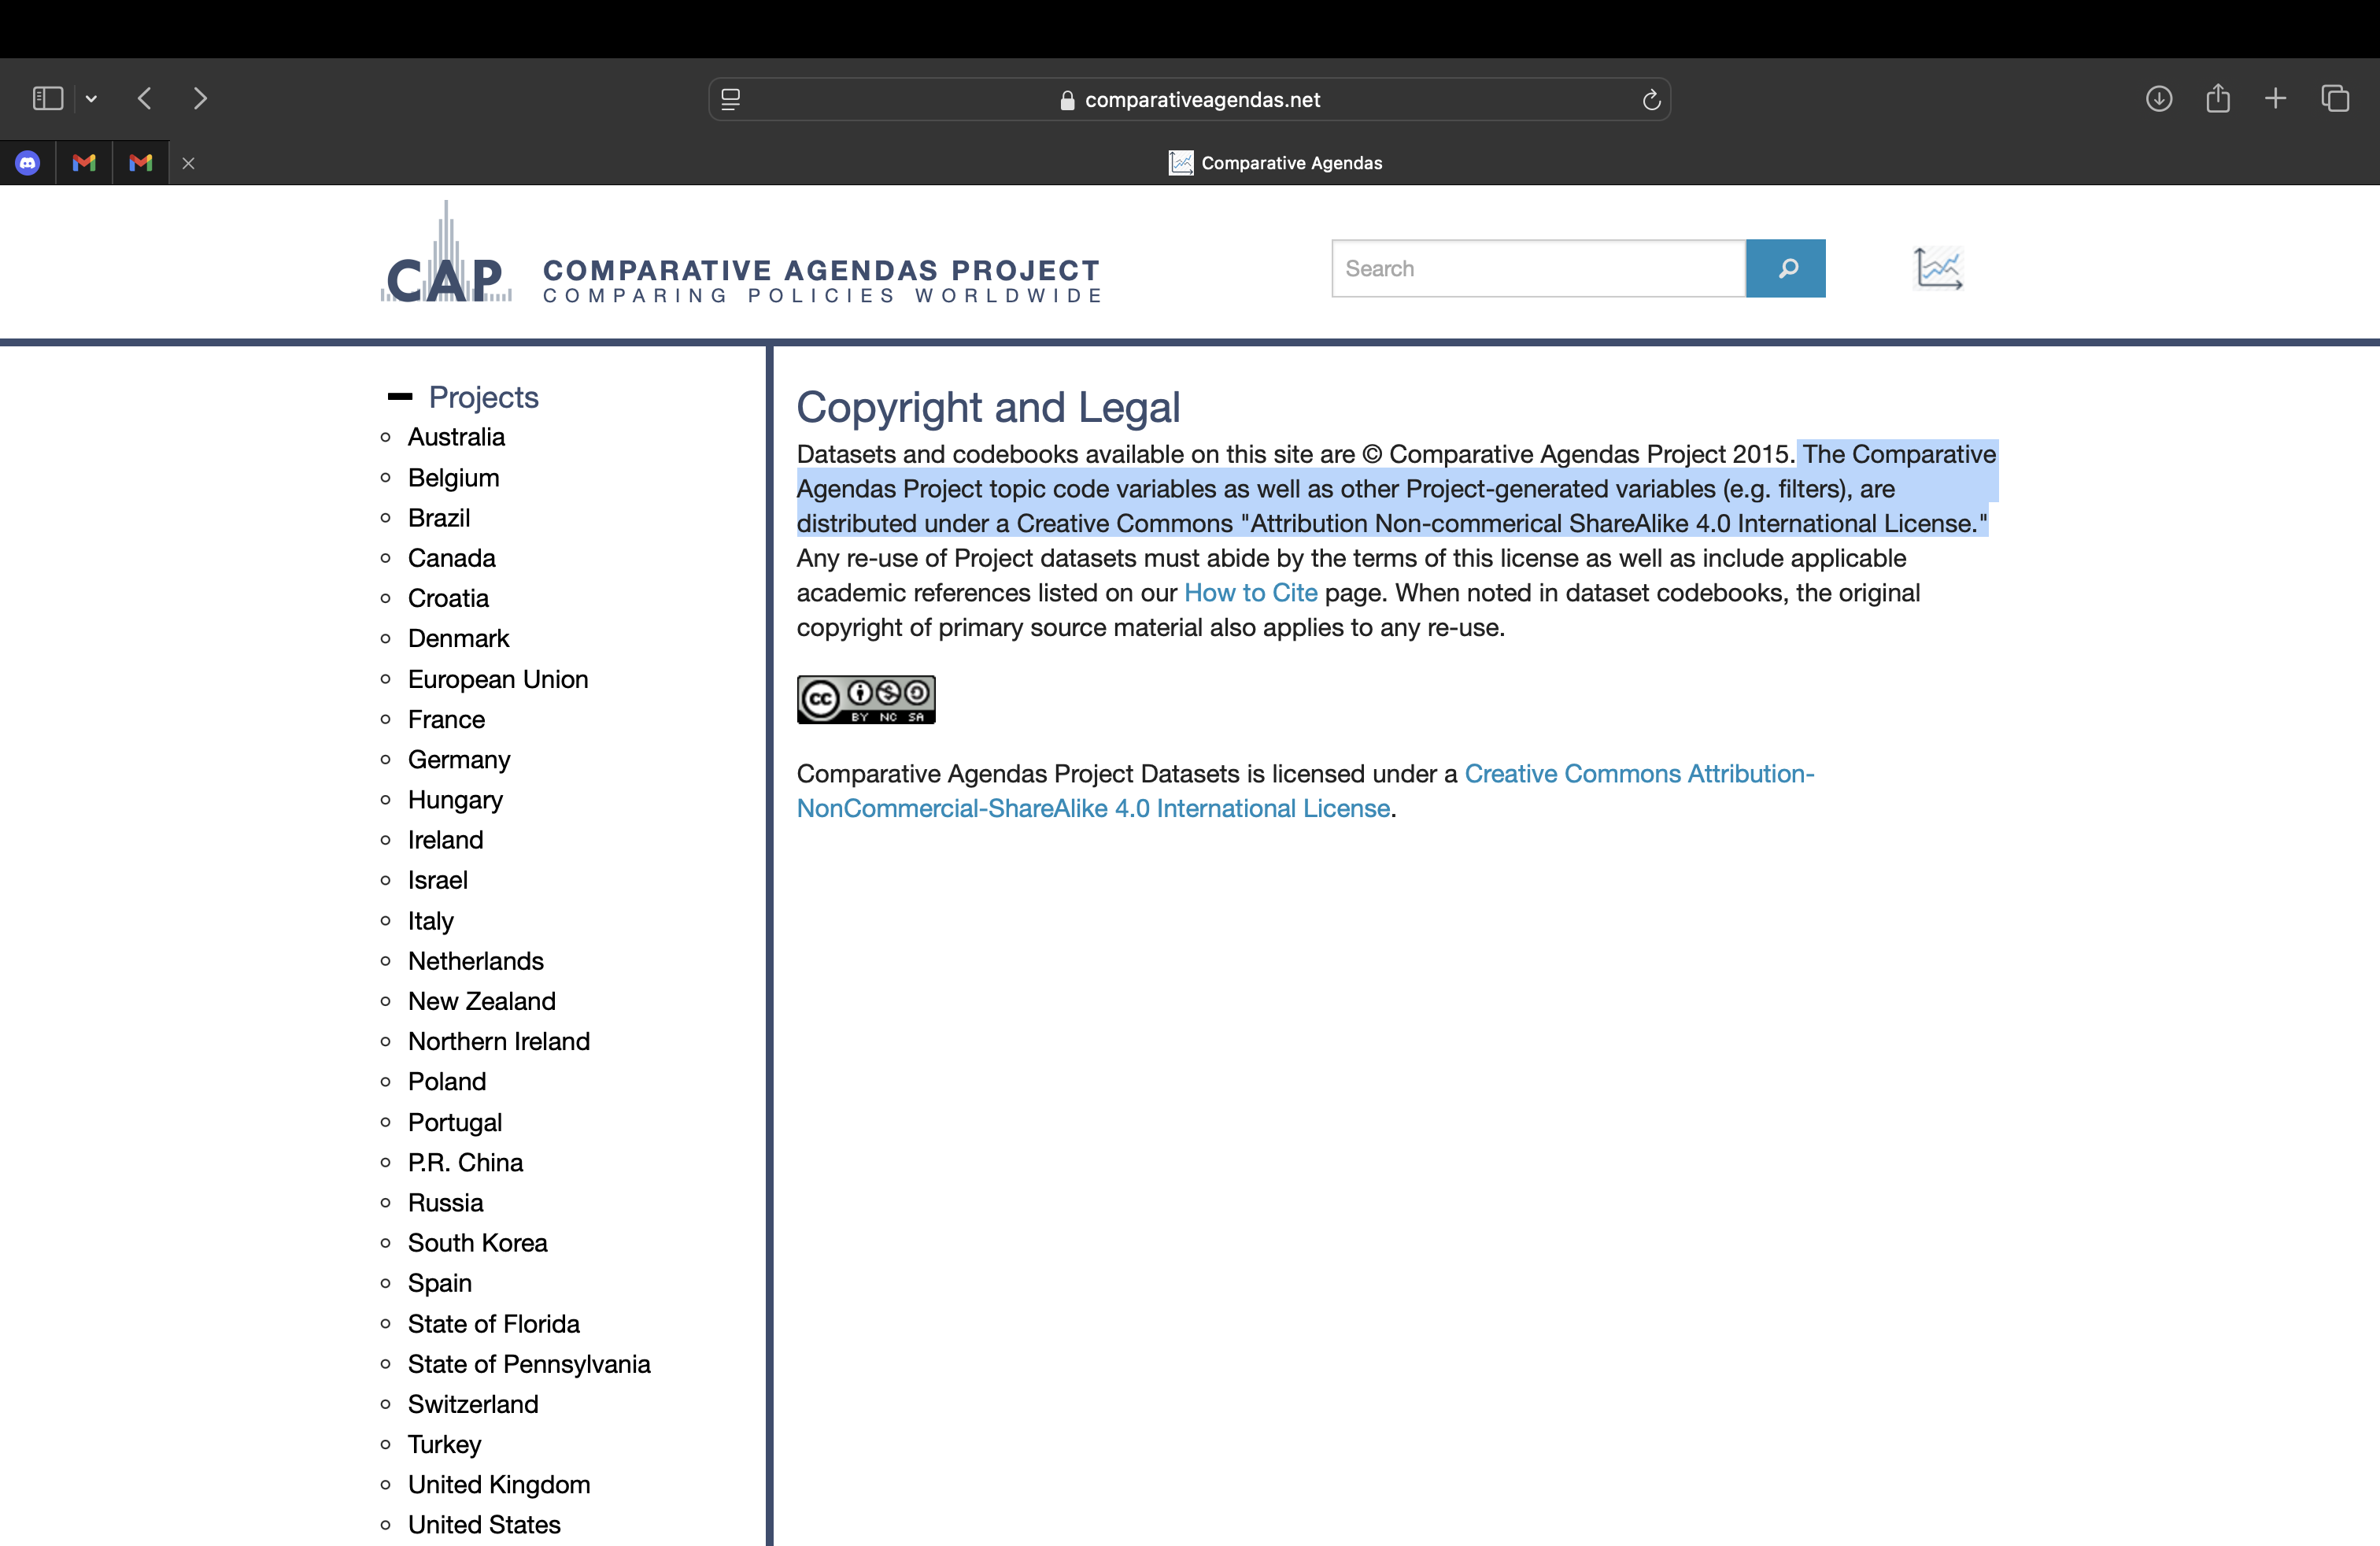 comparativeagendas.net
Comparative Agendas
CAP
COMPARATIVE AGENDAS PROJECT
COMPARING POLICIES WORLDWIDE
Search
Projects
Australia
Belgium
Brazil
Canada
Croatia
Denmark
European Union
France
Germany
Hungary
Ireland
Israel
Italy
Netherlands
New Zealand
Northern Ireland
Poland
Portugal
P.R. China
Russia
South Korea
Spain
State of Florida
State of Pennsylvania
Switzerland
Turkey
United Kingdom
United States
Copyright and Legal
Datasets and codebooks available on this site are © Comparative Agendas Project 2015. The Comparative
Agendas Project topic code variables as well as other Project-generated variables (e.g. filters), are
distributed under a Creative Commons "Attribution Non-commerical ShareAlike 4.0 International License."
Any re-use of Project datasets must abide by the terms of this license as well as include applicable
academic references listed on our How to Cite page. When noted in dataset codebooks, the original
copyright of primary source material also applies to any re-use.
cc
BY NC SA
Comparative Agendas Project Datasets is licensed under a Creative Commons Attribution-
NonCommercial-ShareAlike 4.0 International License.